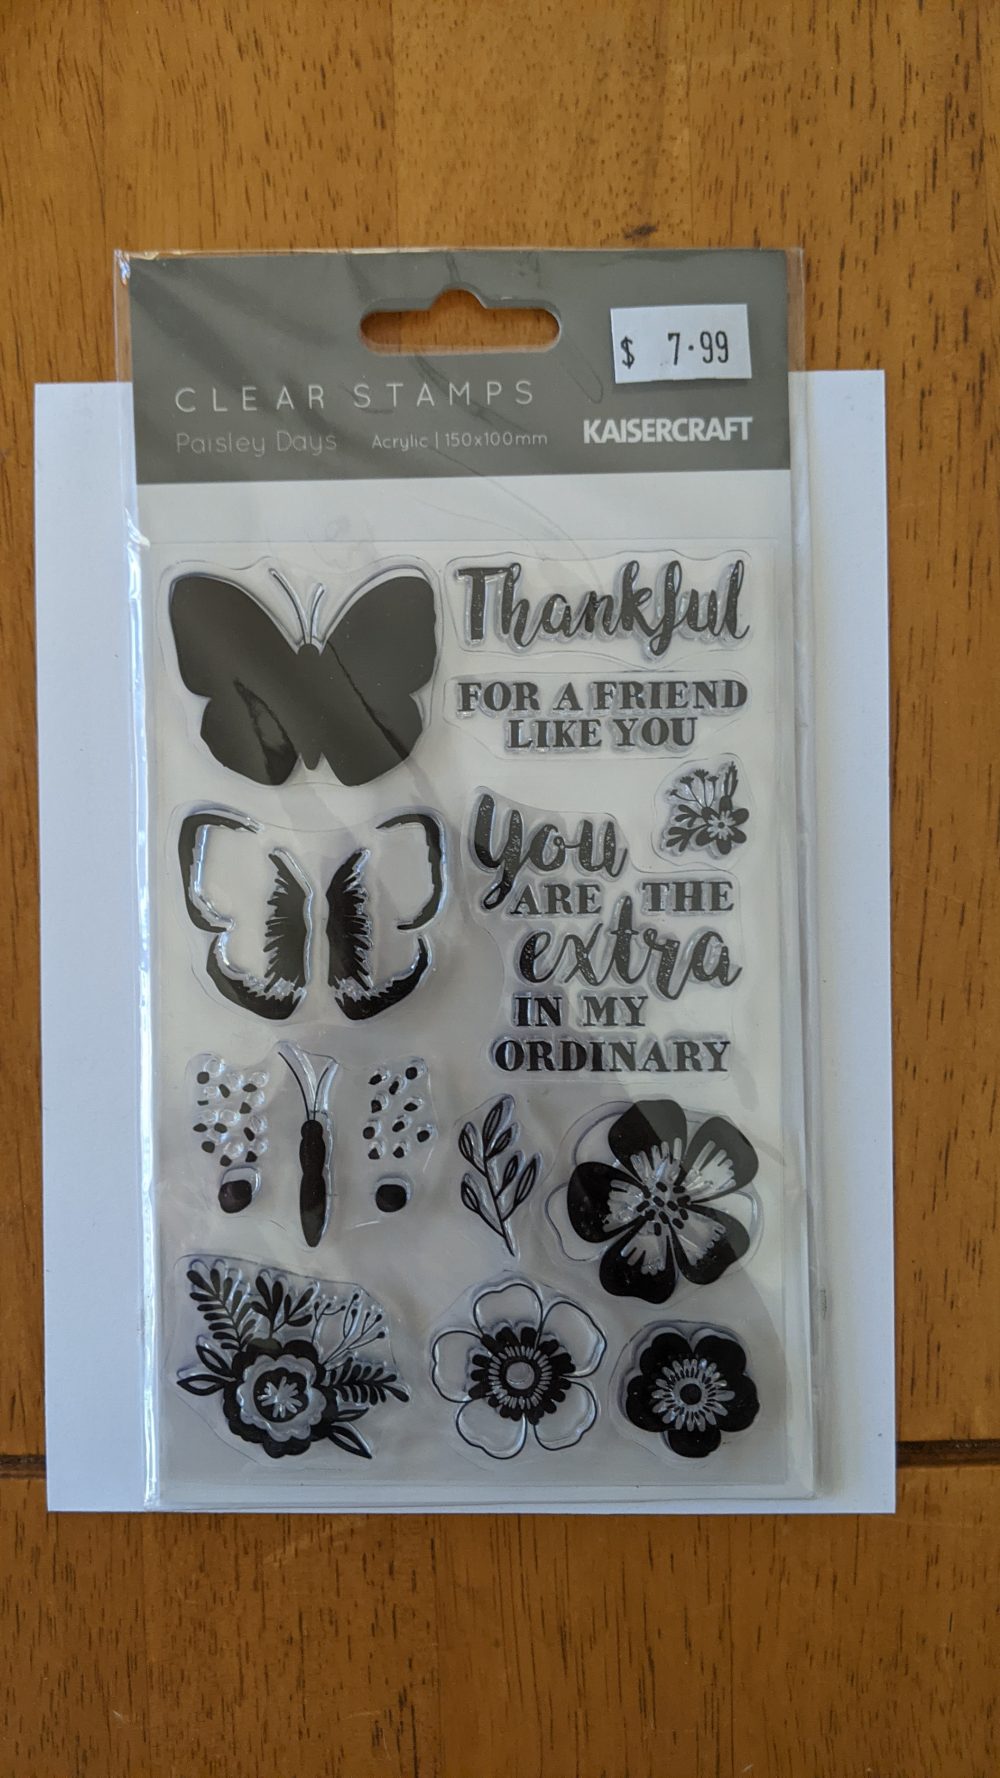 $ 7.99
CLEAR STAMPS
KAISERCRAFT
Paisley Days Acrylic | 150x100mm
Thankful
FOR A FRIEND
LIKE YOU
You
ARE THE
extra
IN MY
ORDINARY